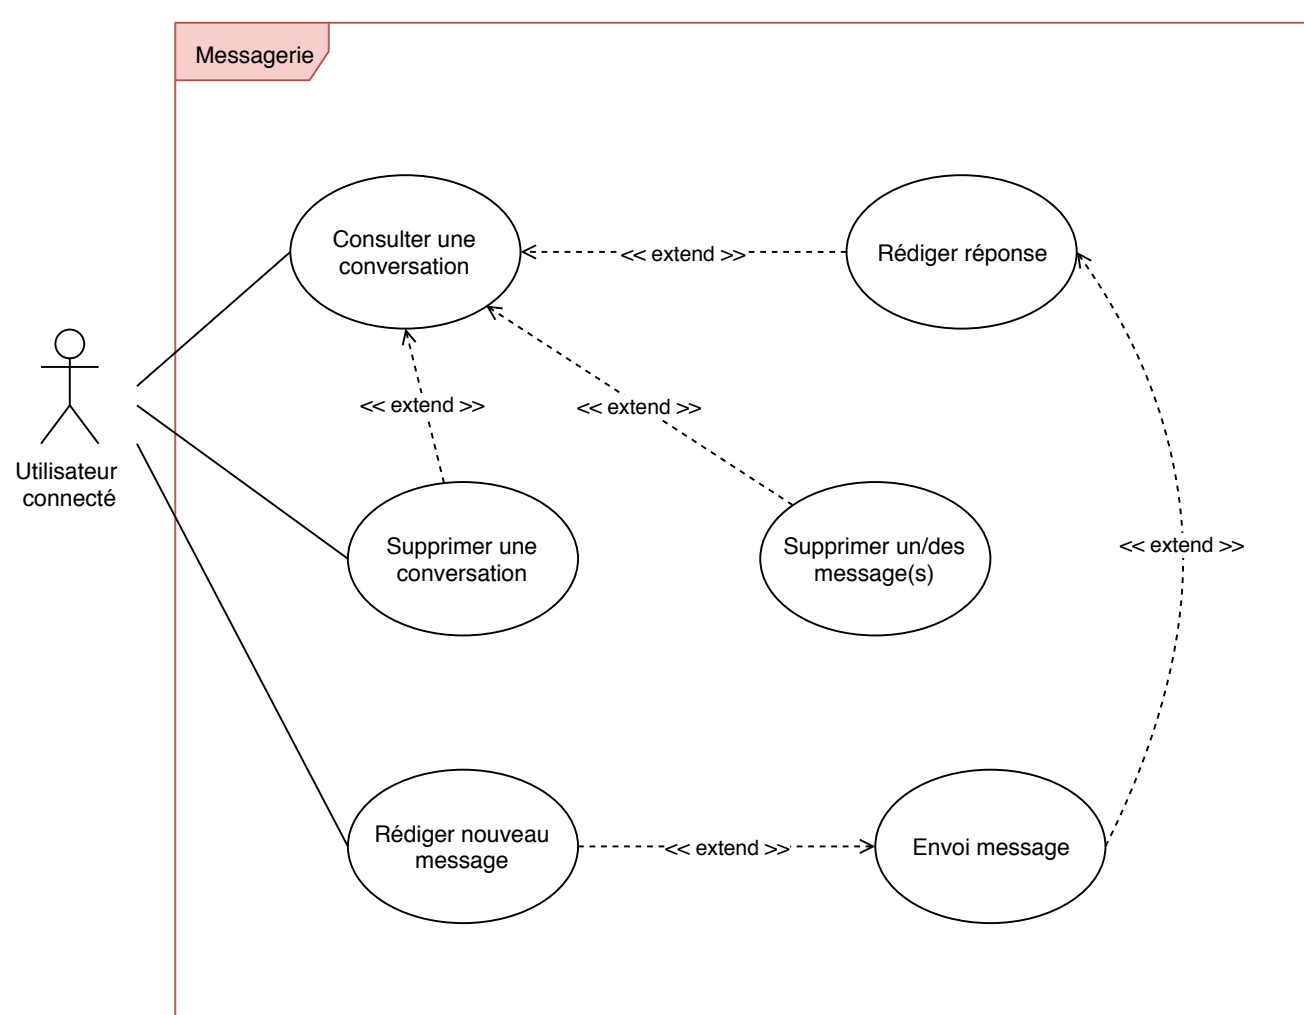 Messagerie
Consulter une
conversation
<< extend >>
Rédiger réponse
<< extend >>
<< extend >>
Utilisateur
connecté
Supprimer une
conversation
Supprimer un/des
message(s)
<< extend >>
Rédiger nouveau
message
<< extend >>
Envoi message